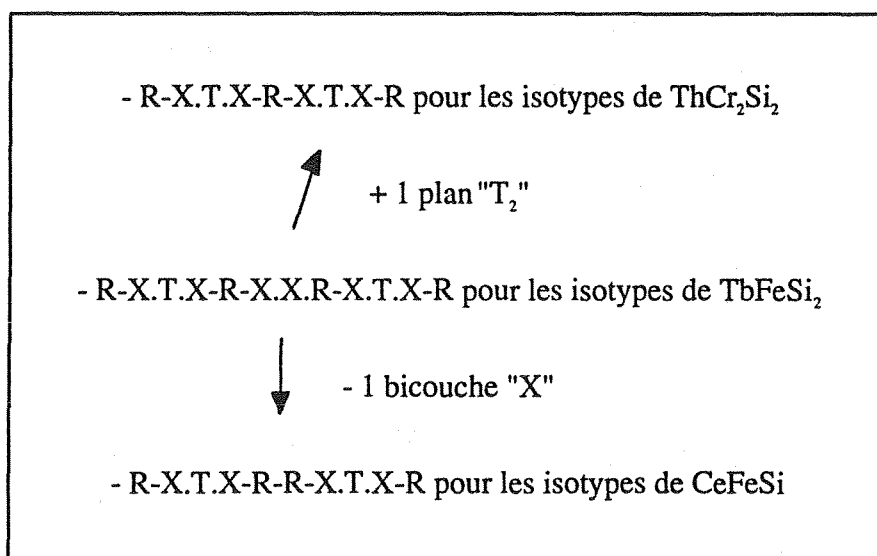 - R-X.T.X-R-X.T.X-R pour les isotypes de ThCr₂Si₂
+ 1 plan "T₂"
- R-X.T.X-R-X.X.R-X.T.X-R pour les isotypes de TbFeSi₂
- 1 bicouche "X"
- R-X.T.X-R-R-X.T.X-R pour les isotypes de CeFeSi